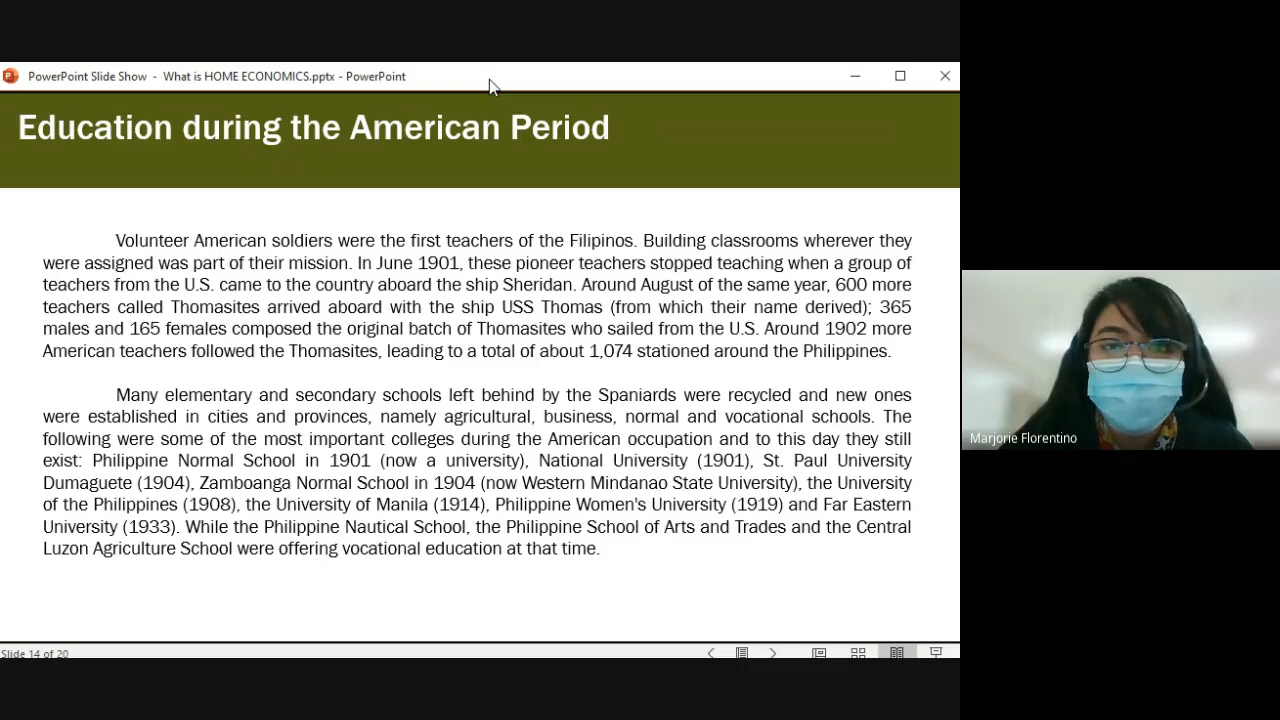 PowerPoint Slide Show - What is HOME ECONOMICS.pptx - PowerPoint
Education during the American Period
Volunteer American soldiers were the first teachers of the Filipinos. Building classrooms wherever they
were assigned was part of their mission. In June 1901, these pioneer teachers stopped teaching when a group of
teachers from the U.S. came to the country aboard the ship Sheridan. Around August of the same year, 600 more
teachers called Thomasites arrived aboard with the ship USS Thomas (from which their name derived); 365
males and 165 females composed the original batch of Thomasites who sailed from the U.S. Around 1902 more
American teachers followed the Thomasites, leading to a total of about 1,074 stationed around the Philippines.
Many elementary and secondary schools left behind by the Spaniards were recycled and new ones
were established in cities and provinces, namely agricultural, business, normal and vocational schools. The
following were some of the most important colleges during the American occupation and to this day they still
exist: Philippine Normal School in 1901 (now a university), National University (1901), St. Paul University
Dumaguete (1904), Zamboanga Normal School in 1904 (now Western Mindanao State University), the University
of the Philippines (1908), the University of Manila (1914), Philippine Women's University (1919) and Far Eastern
University (1933). While the Philippine Nautical School, the Philippine School of Arts and Trades and the Central
Luzon Agriculture School were offering vocational education at that time.
Marjorie Florentino
Slide 14 of 20